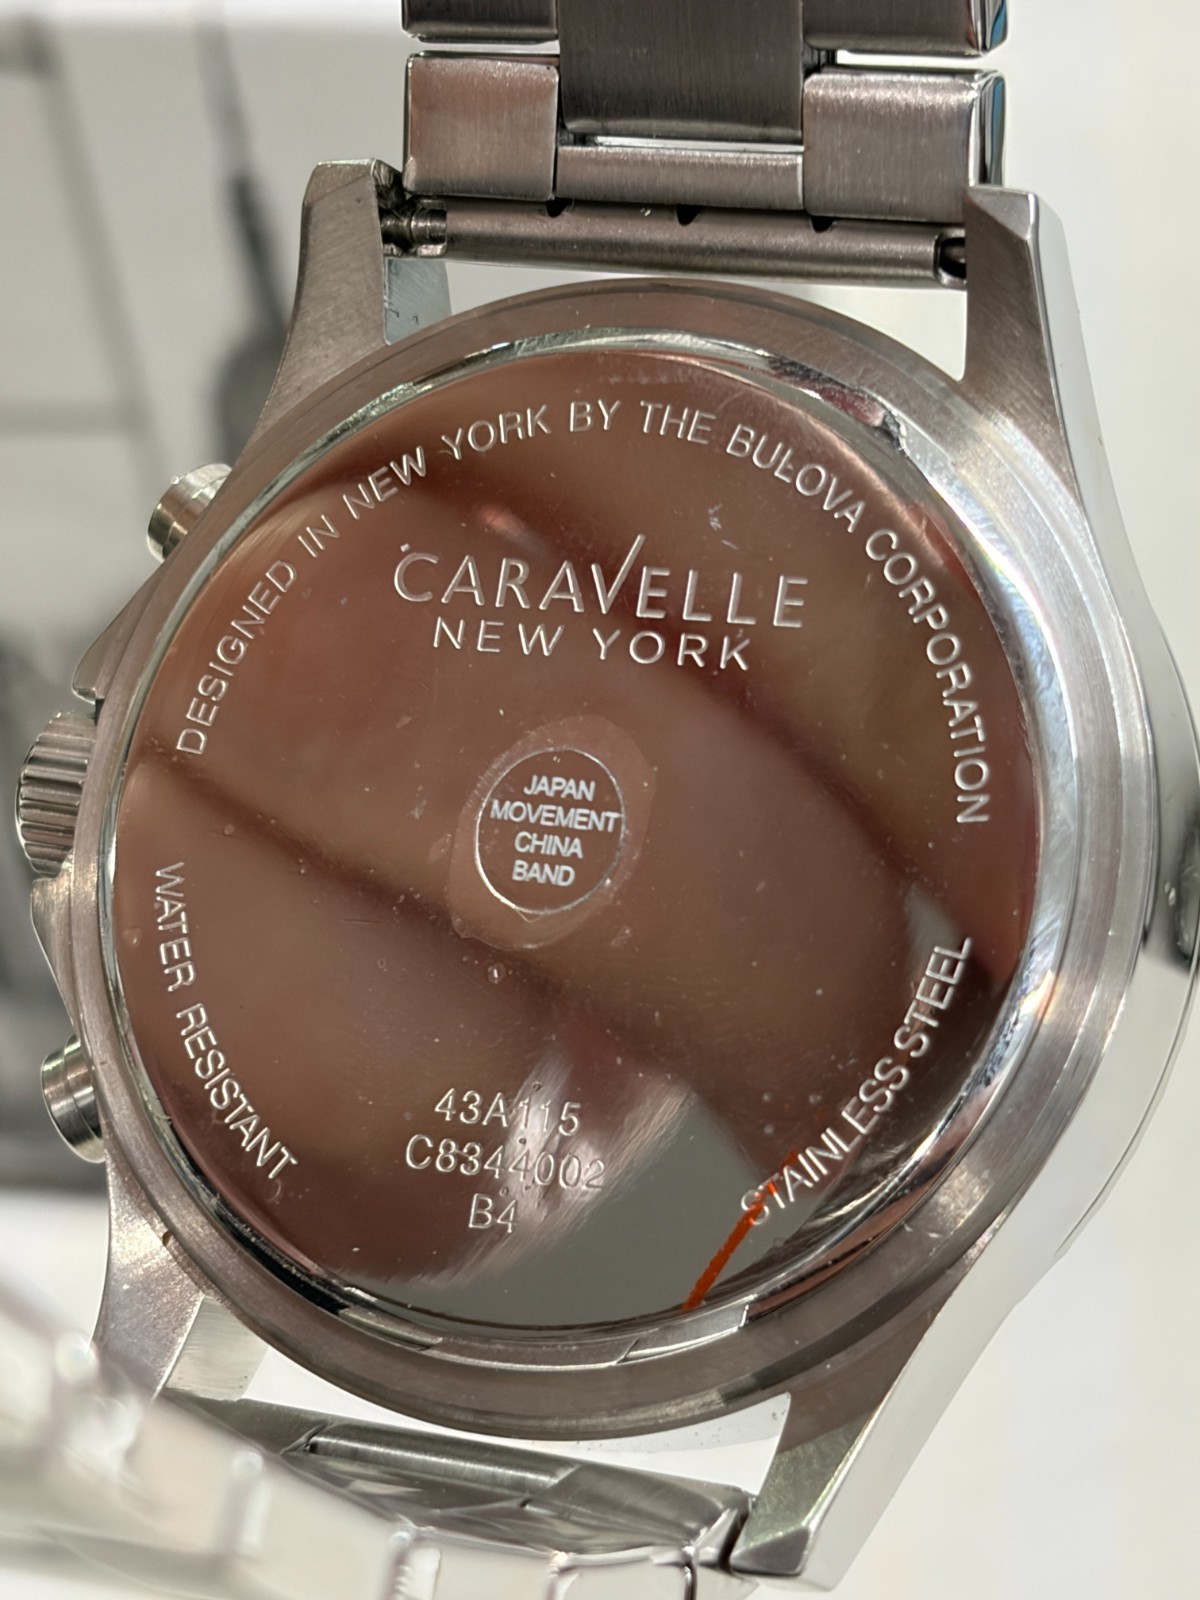 DESIGNED IN NEW YORK BY THE BULOVA CORPORATION
CARAVELLE
NEW YORK
JAPAN
MOVEMENT
CHINA
BAND
WATER RESISTANT
STAINLESS STEEL
43A115
C8344002
B4